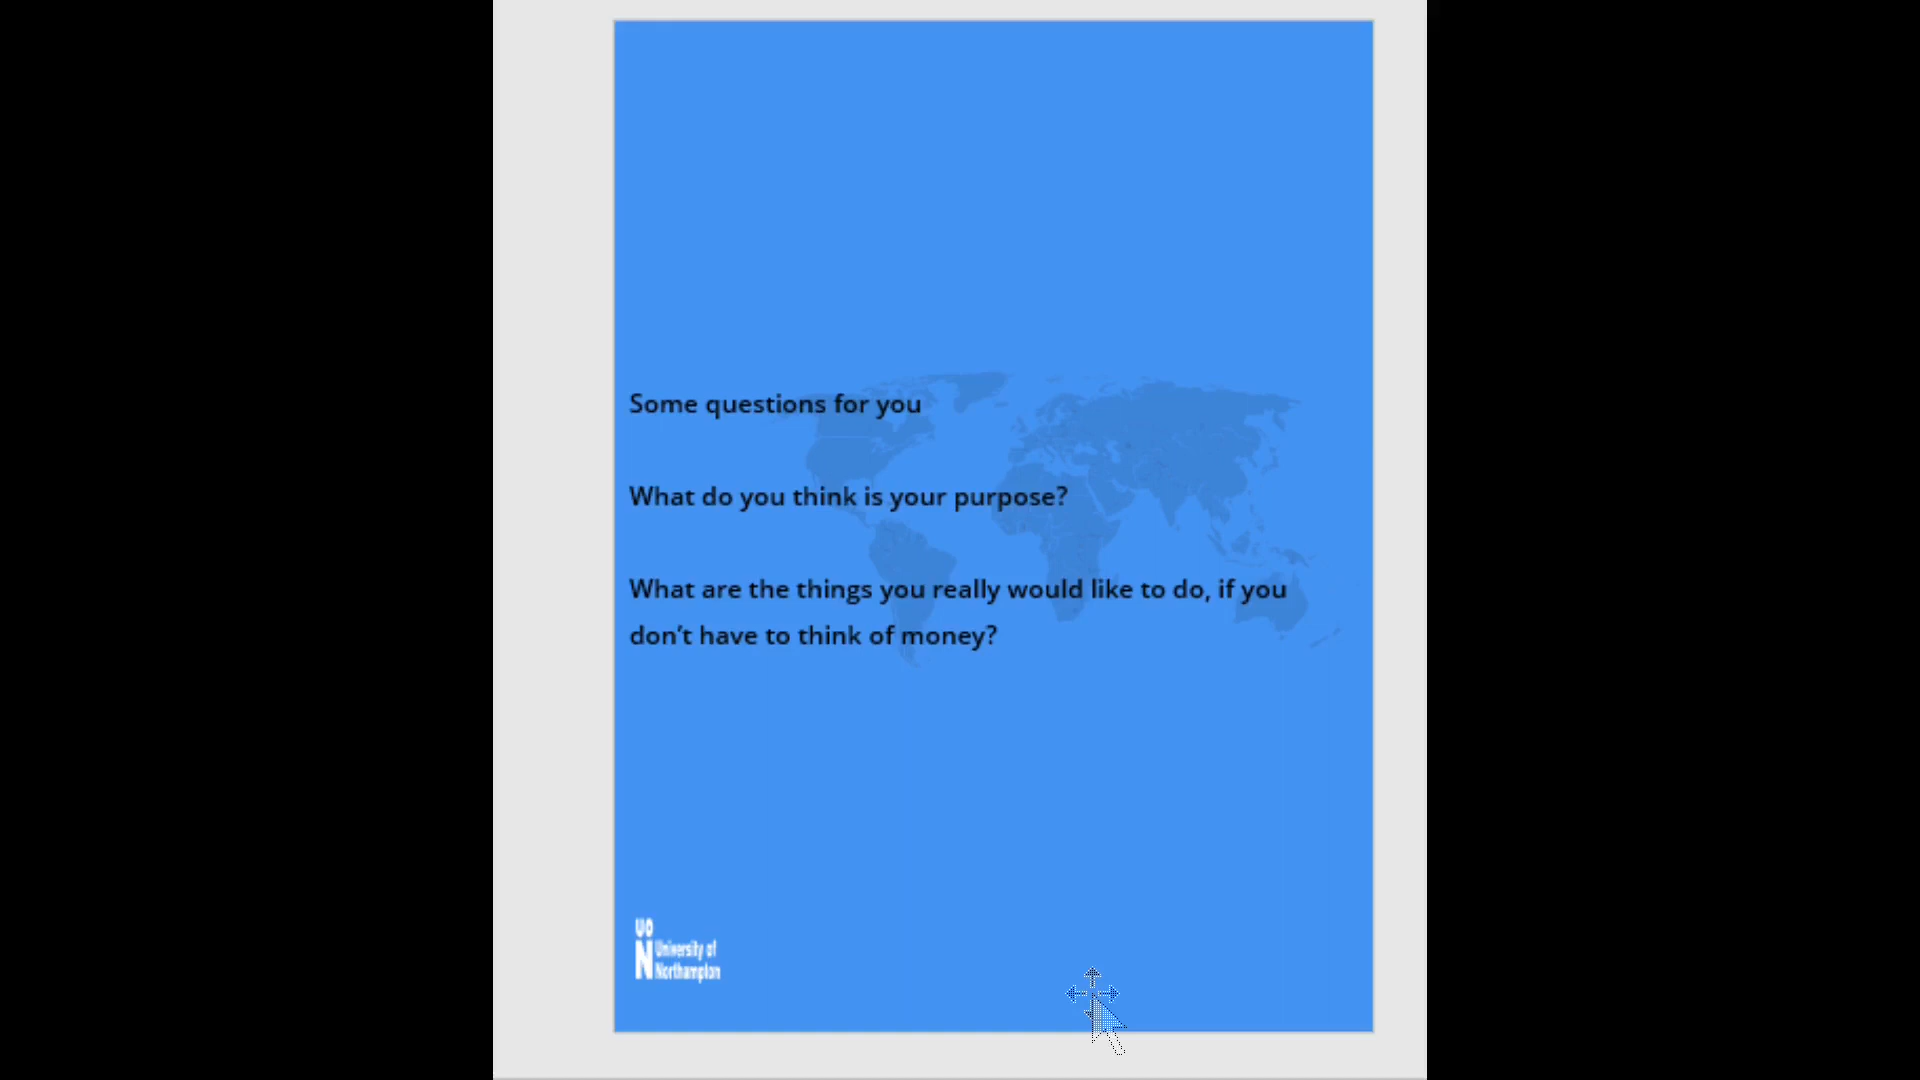 Some questions for you
What do you think is your purpose?
What are the things you really would like to do, if you
don’t have to think of money?
UO
N University of
Northampton